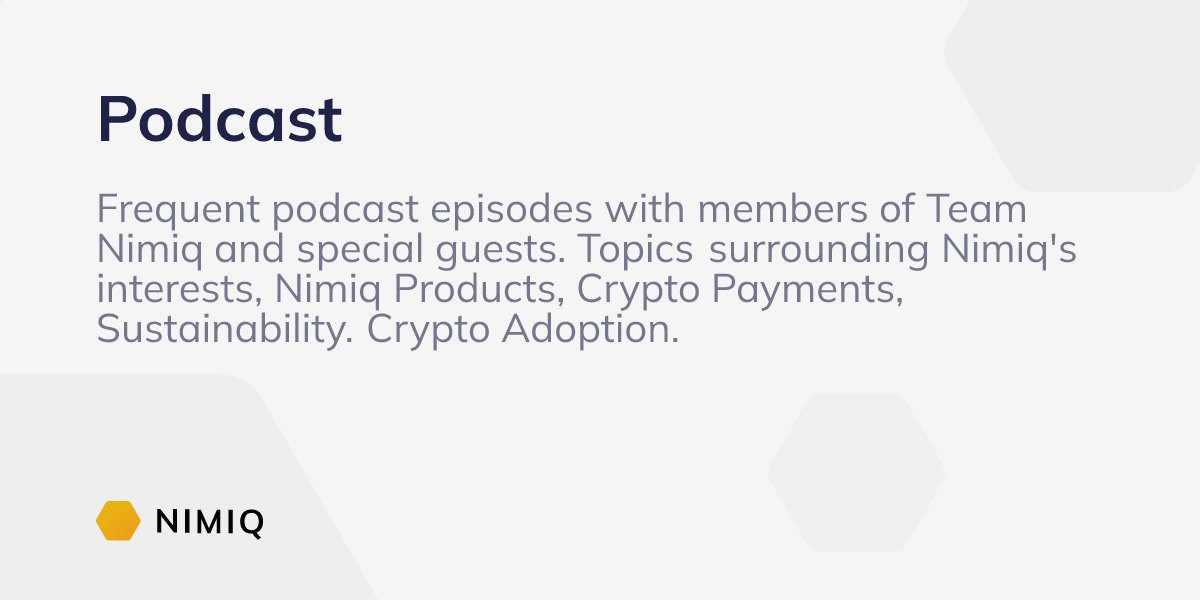 Podcast
Frequent podcast episodes with members of Team
Nimiq and special guests. Topics surrounding Nimiq's
interests, Nimiq Products, Crypto Payments,
Sustainability. Crypto Adoption.
NIMIQ